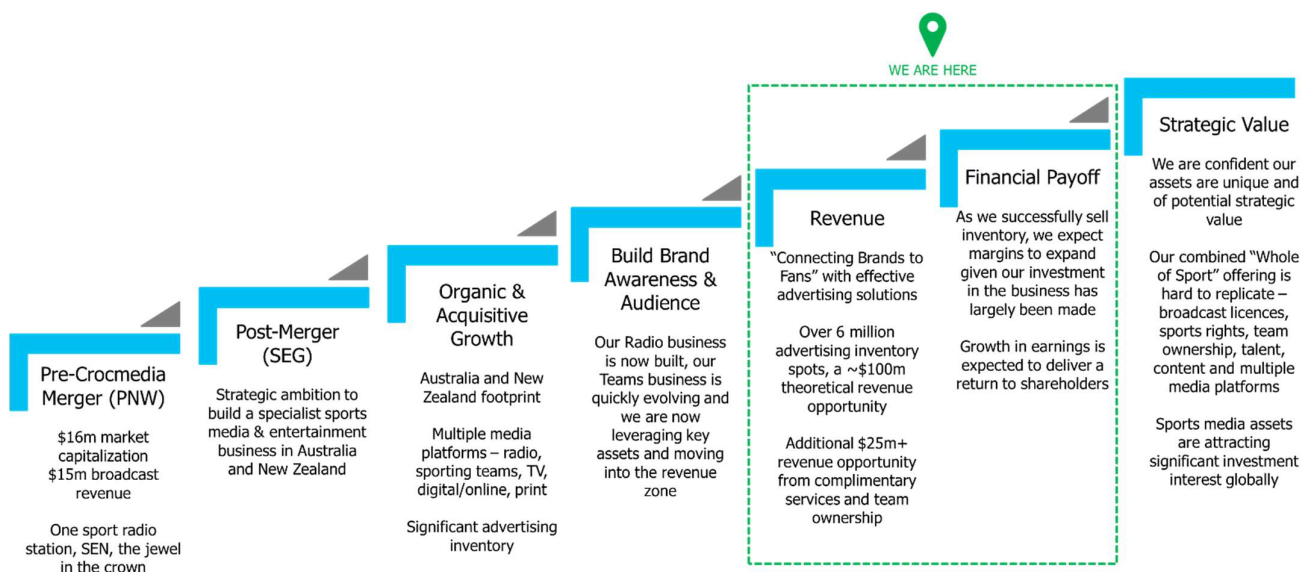 WE ARE HERE
Pre-Crocmedia
Merger (PNW)
$16m market
capitalization
$15m broadcast
revenue
One sport radio
station, SEN, the jewel
in the crown
Post-Merger
(SEG)
Strategic ambition to
build a specialist sports
media & entertainment
business in Australia
and New Zealand
Organic &
Acquisitive
Growth
Australia and New
Zealand footprint
Multiple media
platforms – radio,
sporting teams, TV,
digital/online, print
Significant advertising
inventory
Build Brand
Awareness &
Audience
Our Radio business
is now built, our
Teams business is
quickly evolving and
we are now
leveraging key
assets and moving
into the revenue
zone
Revenue
“Connecting Brands to
Fans” with effective
advertising solutions
Over 6 million
advertising inventory
spots, a ~$100m
theoretical revenue
opportunity
Additional $25m+
revenue opportunity
from complimentary
services and team
ownership
Financial Payoff
As we successfully sell
inventory, we expect
margins to expand
given our investment
in the business has
largely been made
Growth in earnings is
expected to deliver a
return to shareholders
Strategic Value
We are confident our
assets are unique and
of potential strategic
value
Our combined “Whole
of Sport” offering is
hard to replicate –
broadcast licences,
sports rights, team
ownership, talent,
content and multiple
media platforms
Sports media assets
are attracting
significant investment
interest globally